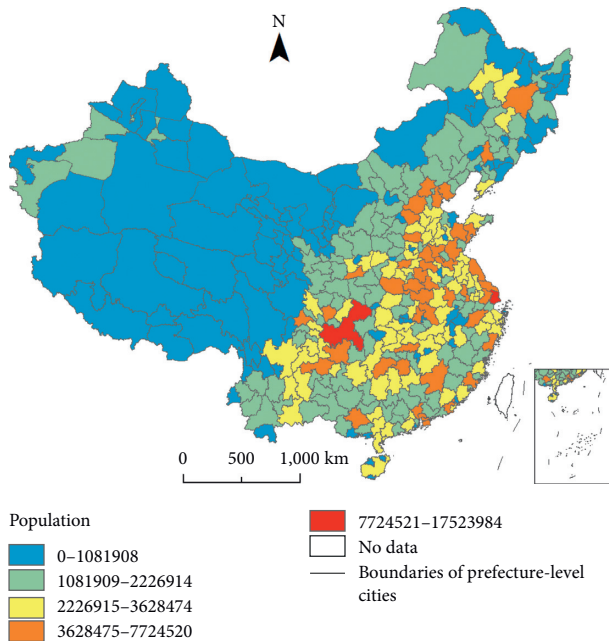 N
0 500 1,000 km
Population
0–1081908
1081909–2226914
2226915–3628474
3628475–7724520
7724521–17523984
No data
Boundaries of prefecture-level
cities